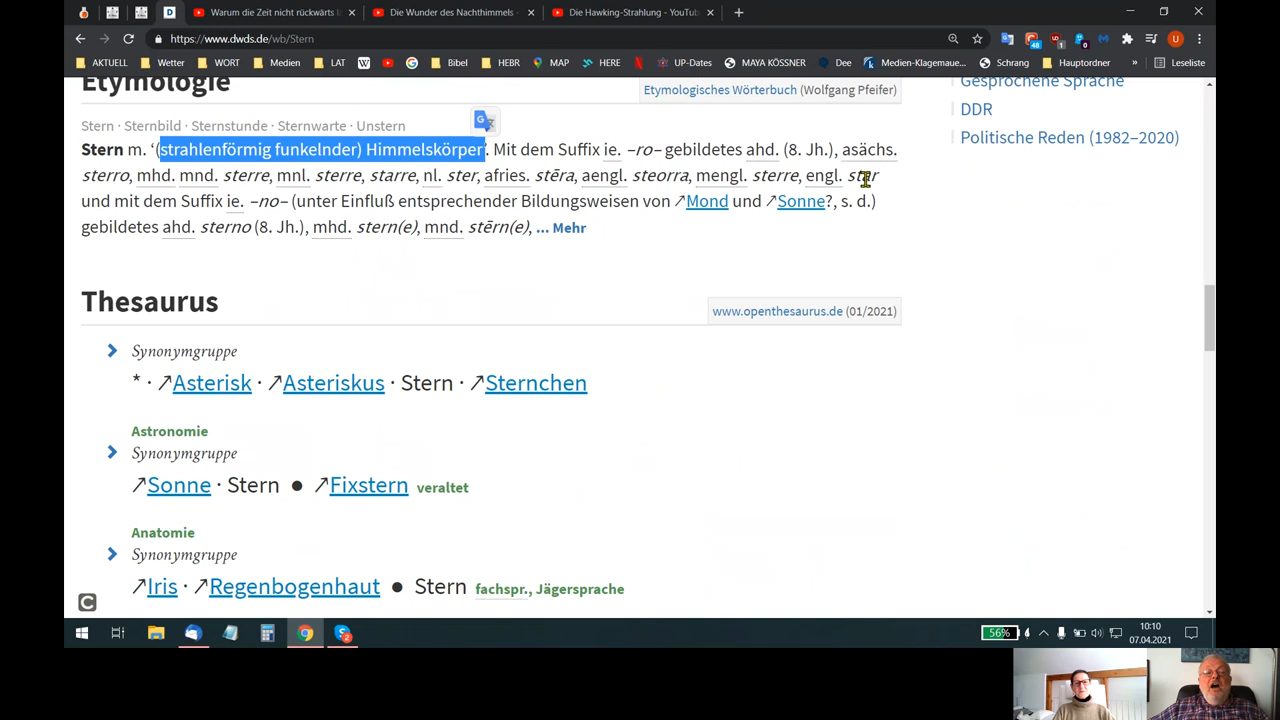 Warum die Zeit nicht rückwärts l
Die Wunder des Nachthimmels -
Die Hawking-Strahlung - YouTub
https://www.dwds.de/wb/Stern
AKTUELL Wetter WORT Medien LAT Bibel HEBR MAP HERE UP-Dates MAYA KÖSSNER Dee Medien-Klagemaue... Schrang Hauptordner » Leseliste
Etymologie
Etymologisches Wörterbuch (Wolfgang Pfeifer)
Stern · Sternbild · Sternstunde · Sternwarte · Unstern
Stern m. ‘(strahlenförmig funkelnder) Himmelskörper’. Mit dem Suffix ie. –ro– gebildetes ahd. (8. Jh.), asächs.
sterro, mhd. mnd. sterre, mnl. sterre, starre, nl. ster, afries. stēra, aengl. steorra, mengl. sterre, engl. star
und mit dem Suffix ie. –no– (unter Einfluß entsprechender Bildungsweisen von ↗Mond und ↗Sonne?, s. d.)
gebildetes ahd. sterno (8. Jh.), mhd. stern(e), mnd. stērn(e), ... Mehr
Gesprochene Sprache
DDR
Politische Reden (1982–2020)
Thesaurus
www.openthesaurus.de (01/2021)
Synonymgruppe
* · ↗Asterisk · ↗Asteriskus · Stern · ↗Sternchen
Astronomie
Synonymgruppe
↗Sonne · Stern ● ↗Fixstern veraltet
Anatomie
Synonymgruppe
↗Iris · ↗Regenbogenhaut ● Stern fachspr., Jägersprache
56%
10:10
07.04.2021